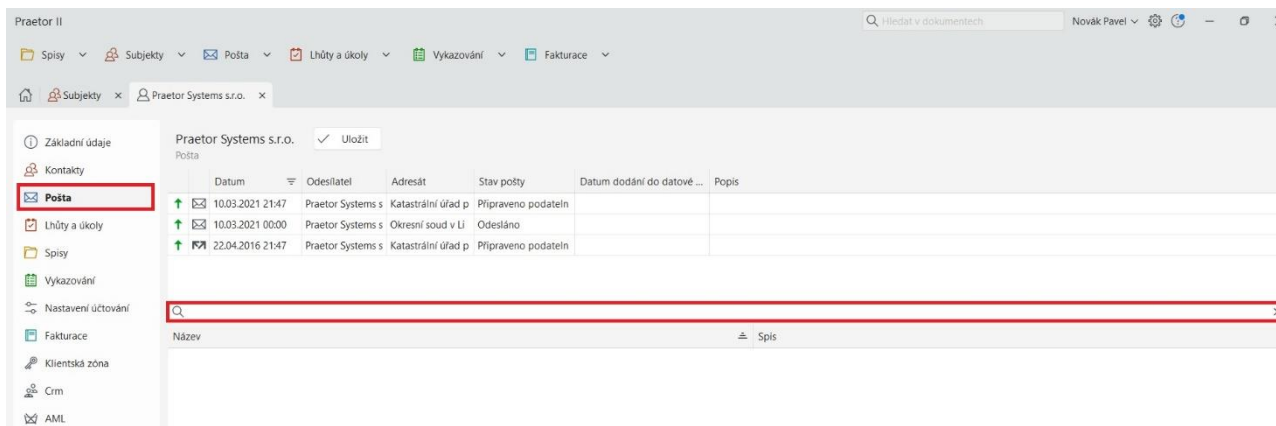 Praetor II Hledat v dokumentech Novák Pavel
Spisy Subjekty Pošta Lhůty a úkoly Vykazování Fakturace
Subjekty × Praetor Systems s.r.o. ×
Základní údaje
Kontakty
Pošta
Lhůty a úkoly
Spisy
Vykazování
Nastavení účtování
Fakturace
Klientská zóna
Crm
AML
Praetor Systems s.r.o. Uložit
Pošta
Datum Odesílatel Adresát Stav pošty Datum dodání do datové ... Popis
10.03.2021 21:47 Praetor Systems s Katastrální úřad p Připraveno podateln
10.03.2021 00:00 Praetor Systems s Okresní soud v Li Odesláno
22.04.2016 21:47 Praetor Systems s Katastrální úřad p Připraveno podateln
Název Spis